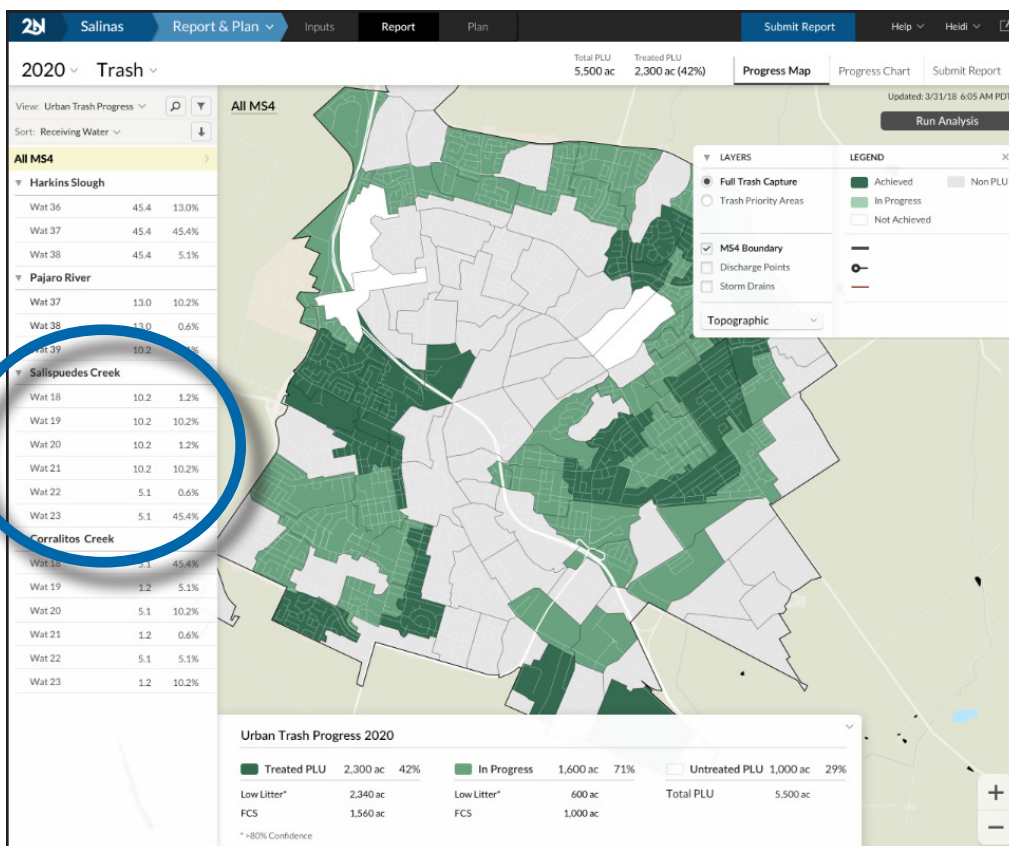 2N Salinas Report & Plan Inputs Report Plan Submit Report Help Heidi
2020 Trash
Total PLU
5,500 ac
Treated PLU
2,300 ac (42%)
Progress Map Progress Chart Submit Report
View: Urban Trash Progress
Sort: Receiving Water
All MS4
Harkins Slough
Wat 36 45.4 13.0%
Wat 37 45.4 45.4%
Wat 38 45.4 5.1%
Pajaro River
Wat 37 13.0 10.2%
Wat 38 13.0 0.6%
Wat 39 10.2
Salispuedes Creek
Wat 18 10.2 1.2%
Wat 19 10.2 10.2%
Wat 20 10.2 1.2%
Wat 21 10.2 10.2%
Wat 22 5.1 0.6%
Wat 23 5.1 45.4%
Corralitos Creek
Wat 18 5.1 45.4%
Wat 19 1.2 5.1%
Wat 20 5.1 10.2%
Wat 21 1.2 0.6%
Wat 22 5.1 5.1%
Wat 23 1.2 10.2%
All MS4
Updated: 3/31/18 6:05 AM PDT
Run Analysis
LAYERS
Full Trash Capture
Trash Priority Areas
MS4 Boundary
Discharge Points
Storm Drains
Topographic
LEGEND
Achieved Non PLU
In Progress
Not Achieved
Urban Trash Progress 2020
Treated PLU 2,300 ac 42%
Low Litter* 2,340 ac
FCS 1,560 ac
* >80% Confidence
In Progress 1,600 ac 71%
Low Litter* 600 ac
FCS 1,000 ac
Untreated PLU 1,000 ac 29%
Total PLU 5,500 ac
+
−